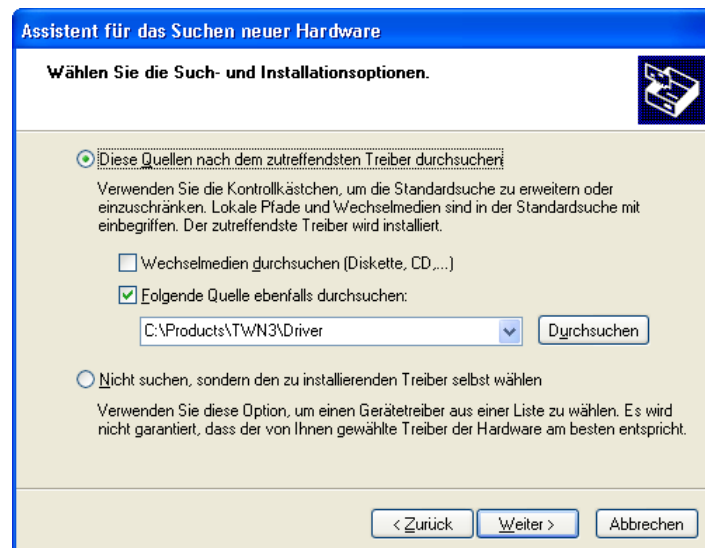 Assistent für das Suchen neuer Hardware
Wählen Sie die Such- und Installationsoptionen.
Diese Quellen nach dem zutreffendsten Treiber durchsuchen
Verwenden Sie die Kontrollkästchen, um die Standardsuche zu erweitern oder
einzuschränken. Lokale Pfade und Wechselmedien sind in der Standardsuche mit
einbegriffen. Der zutreffendste Treiber wird installiert.
Wechselmedien durchsuchen (Diskette, CD,...)
Folgende Quelle ebenfalls durchsuchen:
C:\Products\TWN3\Driver
Durchsuchen
Nicht suchen, sondern den zu installierenden Treiber selbst wählen
Verwenden Sie diese Option, um einen Gerätetreiber aus einer Liste zu wählen. Es wird
nicht garantiert, dass der von Ihnen gewählte Treiber der Hardware am besten entspricht.
< Zurück Weiter > Abbrechen